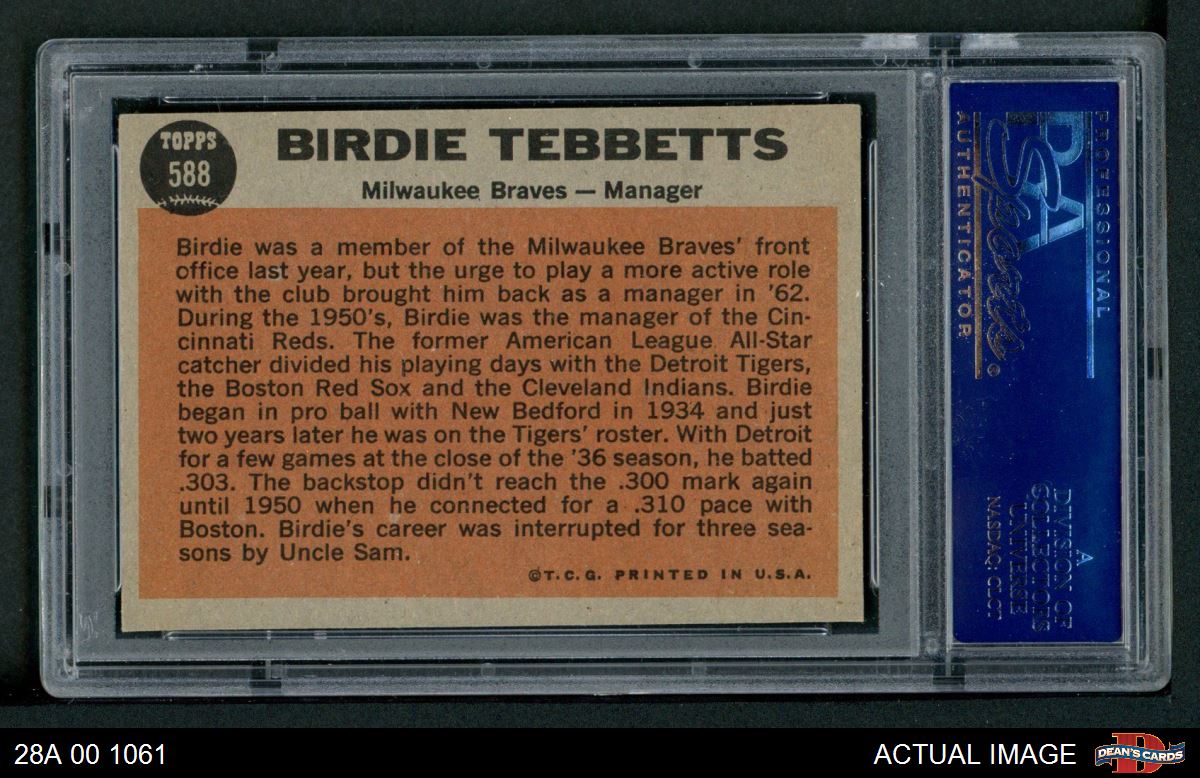 TOPPS
588
BIRDIE TEBBETTS
Milwaukee Braves — Manager
Birdie was a member of the Milwaukee Braves' front
office last year, but the urge to play a more active role
with the club brought him back as a manager in '62.
During the 1950's, Birdie was the manager of the Cin-
cinnati Reds. The former American League All-Star
catcher divided his playing days with the Detroit Tigers,
the Boston Red Sox and the Cleveland Indians. Birdie
began in pro ball with New Bedford in 1934 and just
two years later he was on the Tigers' roster. With Detroit
for a few games at the close of the '36 season, he batted
.303. The backstop didn't reach the .300 mark again
until 1950 when he connected for a .310 pace with
Boston. Birdie's career was interrupted for three sea-
sons by Uncle Sam.
©T.C.G. PRINTED IN U.S.A.
PROFESSIONAL
PSA
Sports
AUTHENTICATOR
©
A
DIVISION OF
COLLECTORS
UNIVERSE
NASDAQ: CLCT
28A 00 1061
ACTUAL IMAGE
D
DEAN'S CARDS